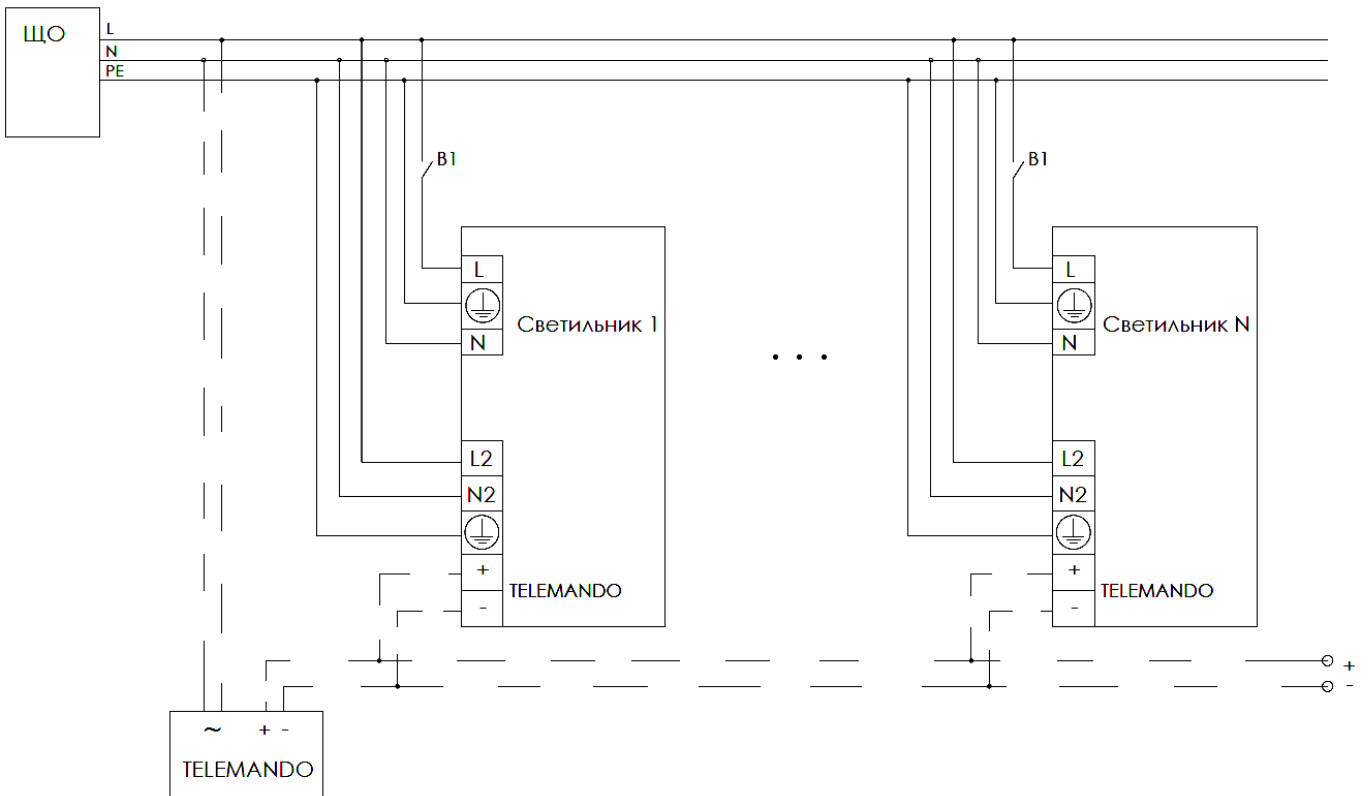 ЩО
L
N
PE
B1
B1
L
N
Светильник 1
L2
N2
+
-
TELEMANDO
. . .
L
N
Светильник N
L2
N2
+
-
TELEMANDO
+
-
~ + -
TELEMANDO